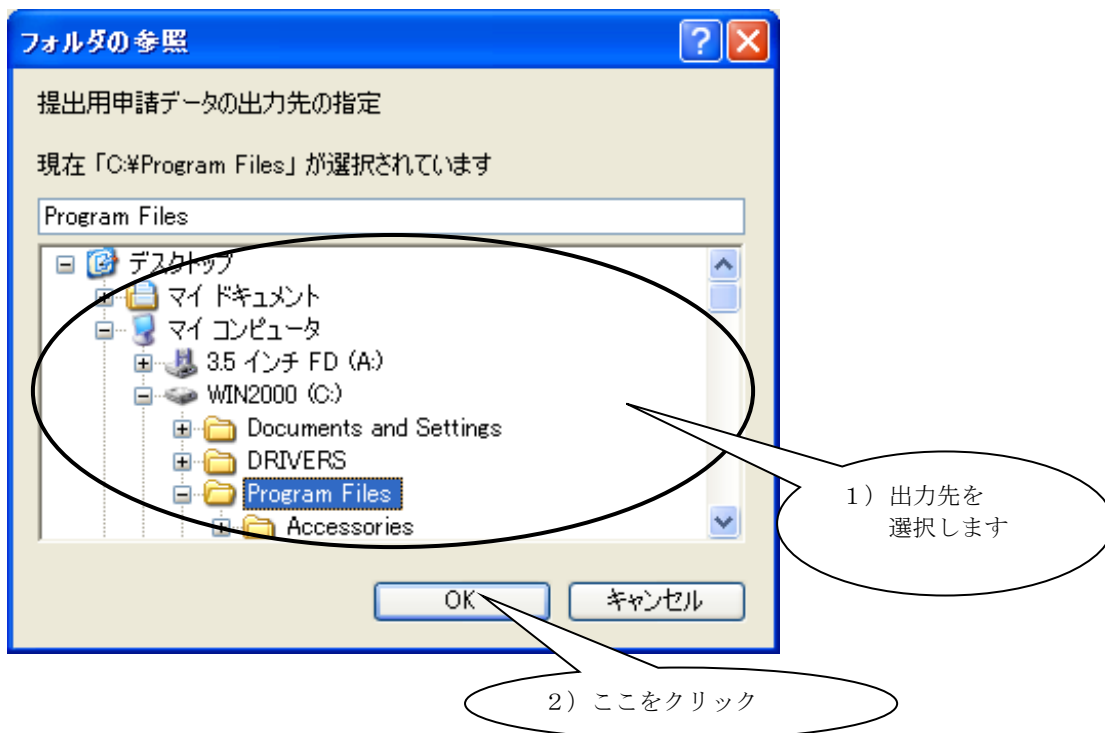 フォルダの参照
提出用申請データの出力先の指定
現在「C:¥Program Files」が選択されています
Program Files
デスクトップ
マイ ドキュメント
マイ コンピュータ
3.5 インチ FD (A:)
WIN2000 (C:)
Documents and Settings
DRIVERS
Program Files
Accessories
1）出力先を
選択します
OK
キャンセル
2）ここをクリック